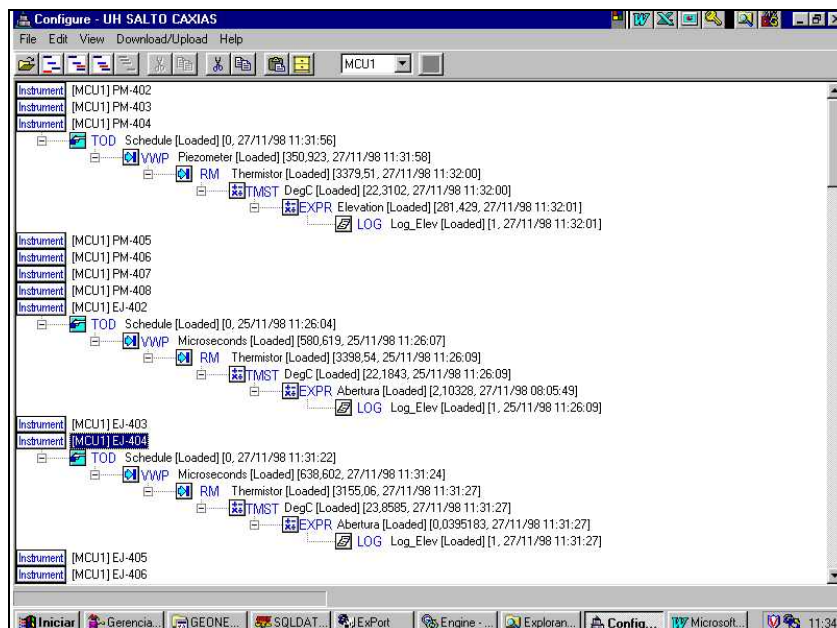 Configure - UH SALTO CAXIAS
File Edit View Download/Upload Help
MCU1
Instrument [MCU1] PM-402
Instrument [MCU1] PM-403
Instrument [MCU1] PM-404
TOD Schedule [Loaded] [0, 27/11/98 11:31:56]
VWP Piezometer [Loaded] [350,923, 27/11/98 11:31:58]
RM Thermistor [Loaded] [3379,51, 27/11/98 11:32:00]
TMST DegC [Loaded] [22,3102, 27/11/98 11:32:00]
EXPR Elevation [Loaded] [281,429, 27/11/98 11:32:01]
LOG Log_Elev [Loaded] [1, 27/11/98 11:32:01]
Instrument [MCU1] PM-405
Instrument [MCU1] PM-406
Instrument [MCU1] PM-407
Instrument [MCU1] PM-408
Instrument [MCU1] EJ-402
TOD Schedule [Loaded] [0, 25/11/98 11:26:04]
VWP Microseconds [Loaded] [580,619, 25/11/98 11:26:07]
RM Thermistor [Loaded] [3398,54, 25/11/98 11:26:09]
TMST DegC [Loaded] [22,1843, 25/11/98 11:26:09]
EXPR Abertura [Loaded] [2,10328, 27/11/98 08:05:49]
LOG Log_Elev [Loaded] [1, 25/11/98 11:26:09]
Instrument [MCU1] EJ-403
Instrument [MCU1] EJ-404
TOD Schedule [Loaded] [0, 27/11/98 11:31:22]
VWP Microseconds [Loaded] [638,602, 27/11/98 11:31:24]
RM Thermistor [Loaded] [3155,06, 27/11/98 11:31:27]
TMST DegC [Loaded] [23,8585, 27/11/98 11:31:27]
EXPR Abertura [Loaded] [0,0395183, 27/11/98 11:31:27]
LOG Log_Elev [Loaded] [1, 27/11/98 11:31:27]
Instrument [MCU1] EJ-405
Instrument [MCU1] EJ-406
Iniciar Gerencia... GEONE... SQLDAT... ExPort Engine - ... Exploran... Config... Microsoft... 11:34